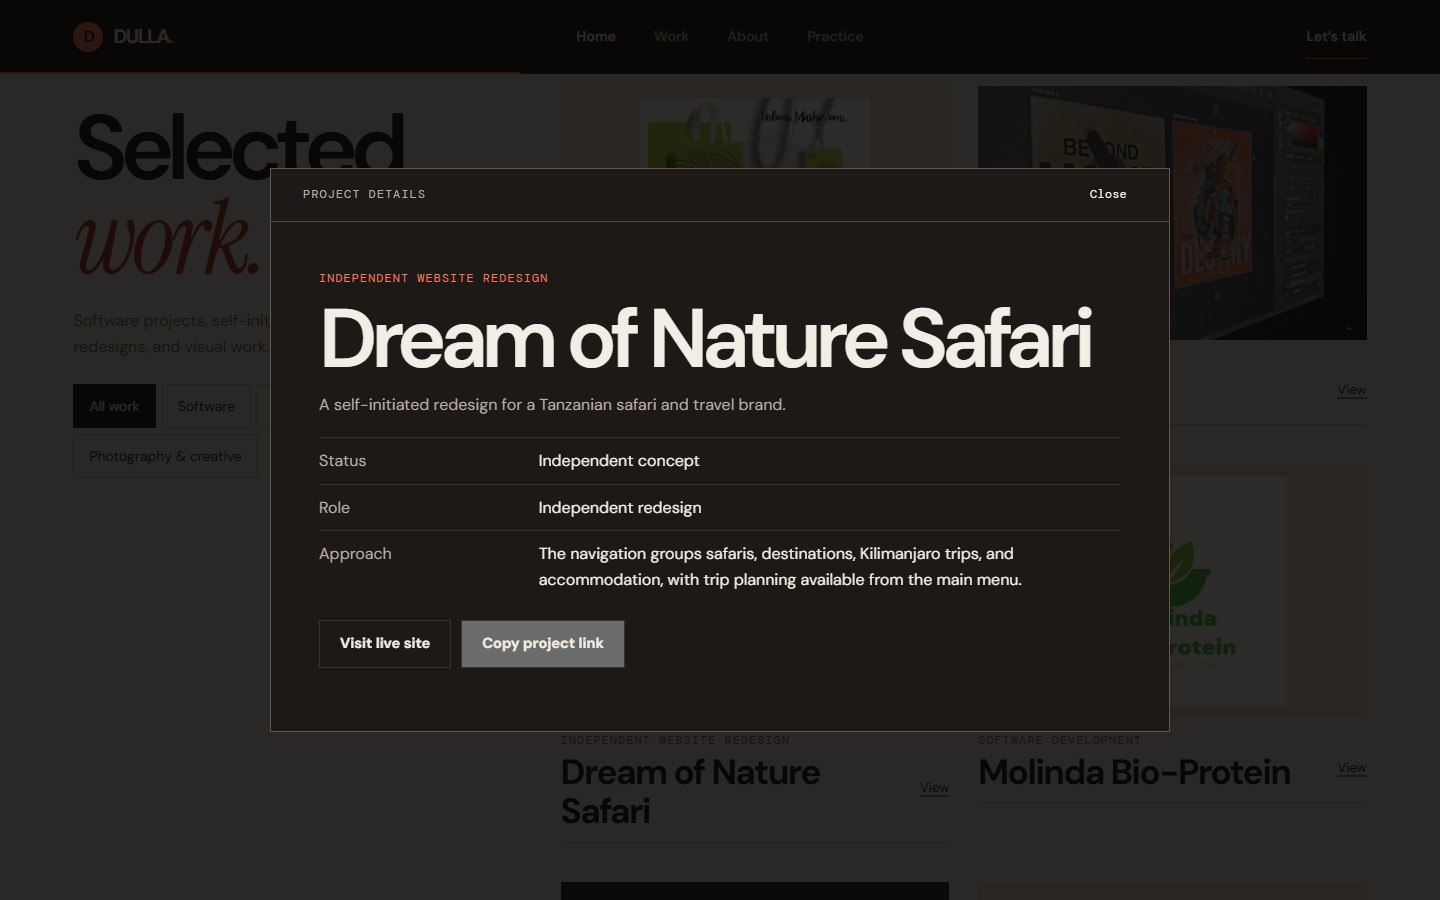 D DULLA.
Home Work About Practice
Let's talk
Selected
work.
Software projects, self-init
redesigns, and visual work.
All work
Software
Photography & creative
BEYOND
DESTINY
View
PROJECT DETAILS
Close
INDEPENDENT WEBSITE REDESIGN
Dream of Nature Safari
A self-initiated redesign for a Tanzanian safari and travel brand.
Status Independent concept
Role Independent redesign
Approach The navigation groups safaris, destinations, Kilimanjaro trips, and
accommodation, with trip planning available from the main menu.
Visit live site
Copy project link
inda
rotein
INDEPENDENT WEBSITE REDESIGN
Dream of Nature
Safari
View
SOFTWARE DEVELOPMENT
Molinda Bio-Protein
View